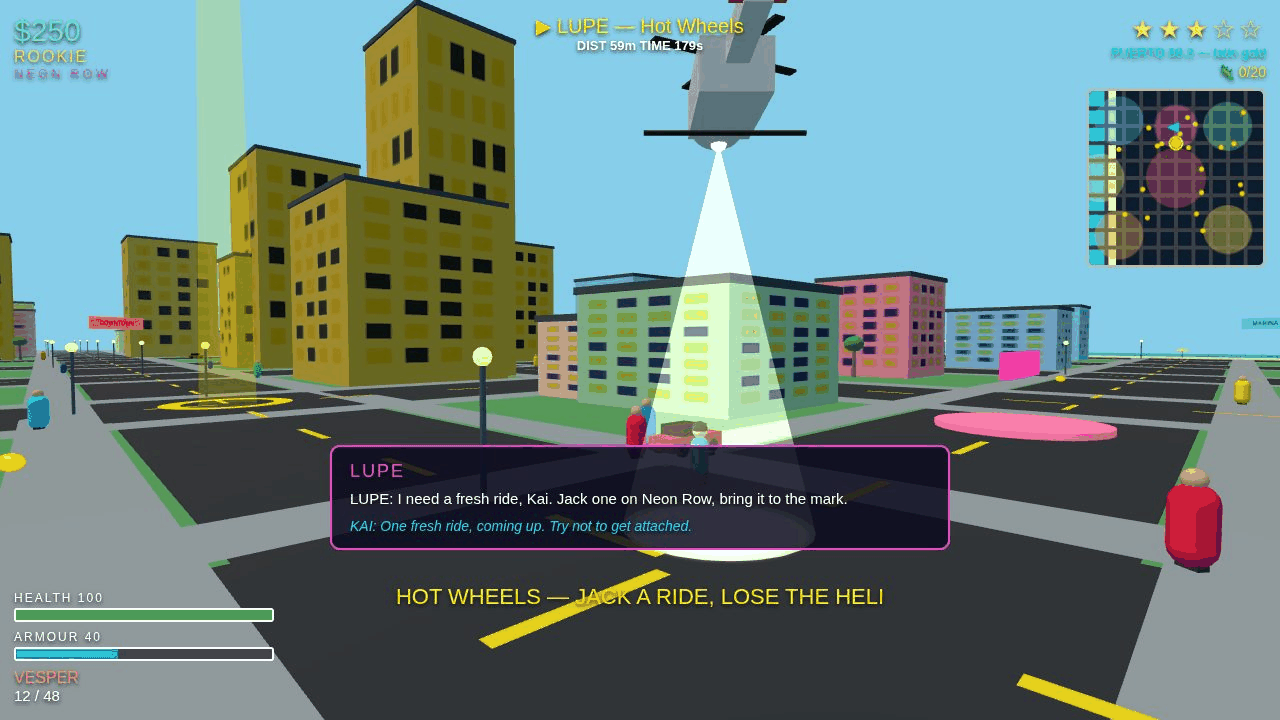 $250
ROOKIE
NEON ROW
▶ LUPE — Hot Wheels
DIST 59m TIME 179s
★ ★ ★ ☆ ☆
0/20
DOWNTOWN
MARINA
LUPE
LUPE: I need a fresh ride, Kai. Jack one on Neon Row, bring it to the mark.
KAI: One fresh ride, coming up. Try not to get attached.
HOT WHEELS — JACK A RIDE, LOSE THE HELI
HEALTH 100
ARMOUR 40
VESPER
12 / 48